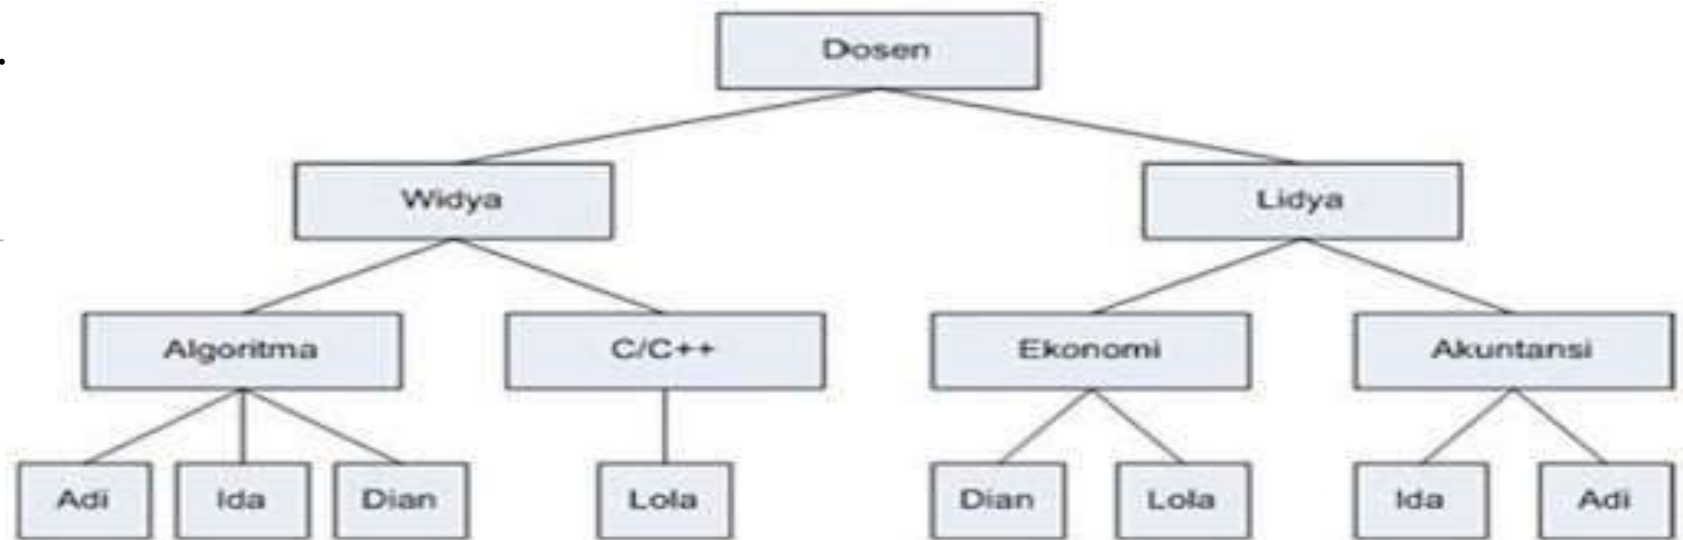 Dosen
Widya Lidya
Algoritma C/C++ Ekonomi Akuntansi
Adi Ida Dian Lola Dian Lola Ida Adi